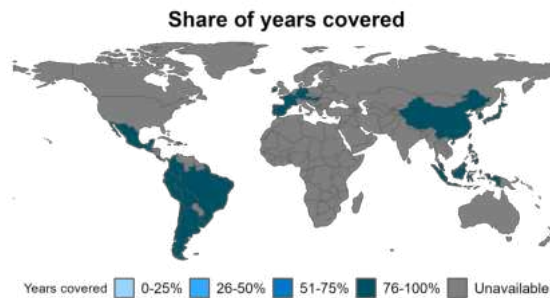 Share of years covered
Years covered 0-25% 26-50% 51-75% 76-100% Unavailable